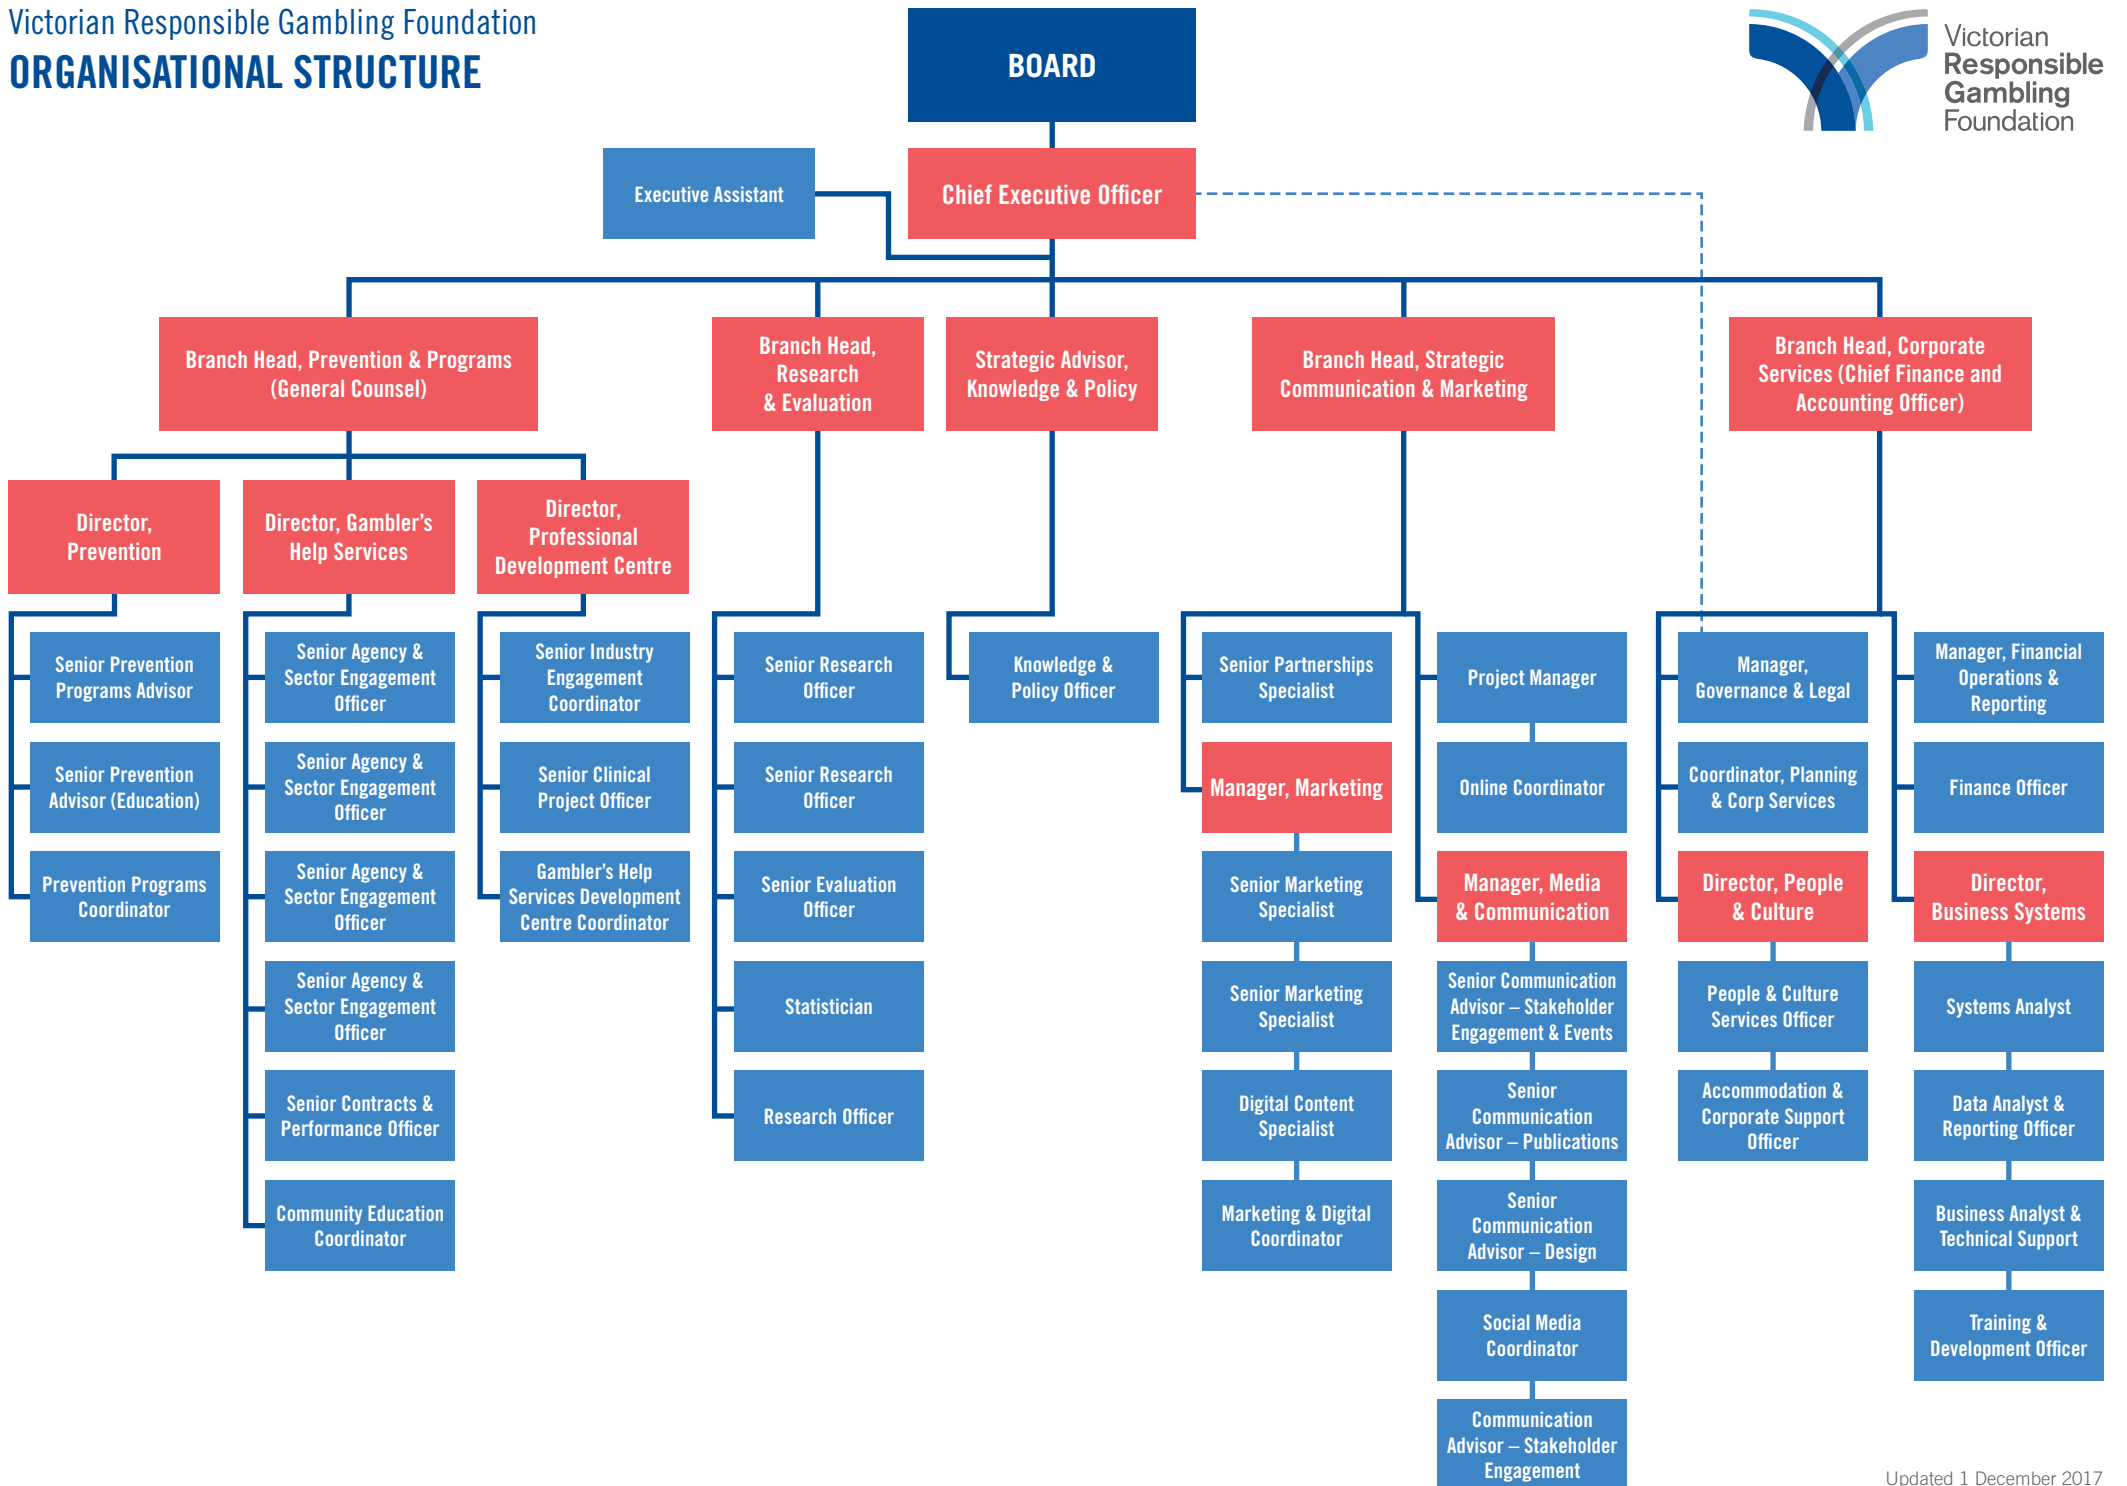 Victorian Responsible Gambling Foundation
ORGANISATIONAL STRUCTURE
BOARD
Victorian
Responsible
Gambling
Foundation
Executive Assistant
Chief Executive Officer
Branch Head, Prevention & Programs
(General Counsel)
Branch Head,
Research
& Evaluation
Strategic Advisor,
Knowledge & Policy
Branch Head, Strategic
Communication & Marketing
Branch Head, Corporate
Services (Chief Finance and
Accounting Officer)
Director,
Prevention
Director, Gambler’s
Help Services
Director,
Professional
Development Centre
Senior Prevention
Programs Advisor
Senior Prevention
Advisor (Education)
Prevention Programs
Coordinator
Senior Agency &
Sector Engagement
Officer
Senior Agency &
Sector Engagement
Officer
Senior Agency &
Sector Engagement
Officer
Senior Agency &
Sector Engagement
Officer
Senior Contracts &
Performance Officer
Community Education
Coordinator
Senior Industry
Engagement
Coordinator
Senior Clinical
Project Officer
Gambler’s Help
Services Development
Centre Coordinator
Senior Research
Officer
Senior Research
Officer
Senior Evaluation
Officer
Statistician
Research Officer
Knowledge &
Policy Officer
Senior Partnerships
Specialist
Manager, Marketing
Senior Marketing
Specialist
Senior Marketing
Specialist
Digital Content
Specialist
Marketing & Digital
Coordinator
Project Manager
Online Coordinator
Manager, Media
& Communication
Senior Communication
Advisor – Stakeholder
Engagement & Events
Senior
Communication
Advisor – Publications
Senior
Communication
Advisor – Design
Social Media
Coordinator
Communication
Advisor – Stakeholder
Engagement
Manager,
Governance & Legal
Coordinator, Planning
& Corp Services
Director, People
& Culture
People & Culture
Services Officer
Accommodation &
Corporate Support
Officer
Manager, Financial
Operations &
Reporting
Finance Officer
Director,
Business Systems
Systems Analyst
Data Analyst &
Reporting Officer
Business Analyst &
Technical Support
Training &
Development Officer
Updated 1 December 2017